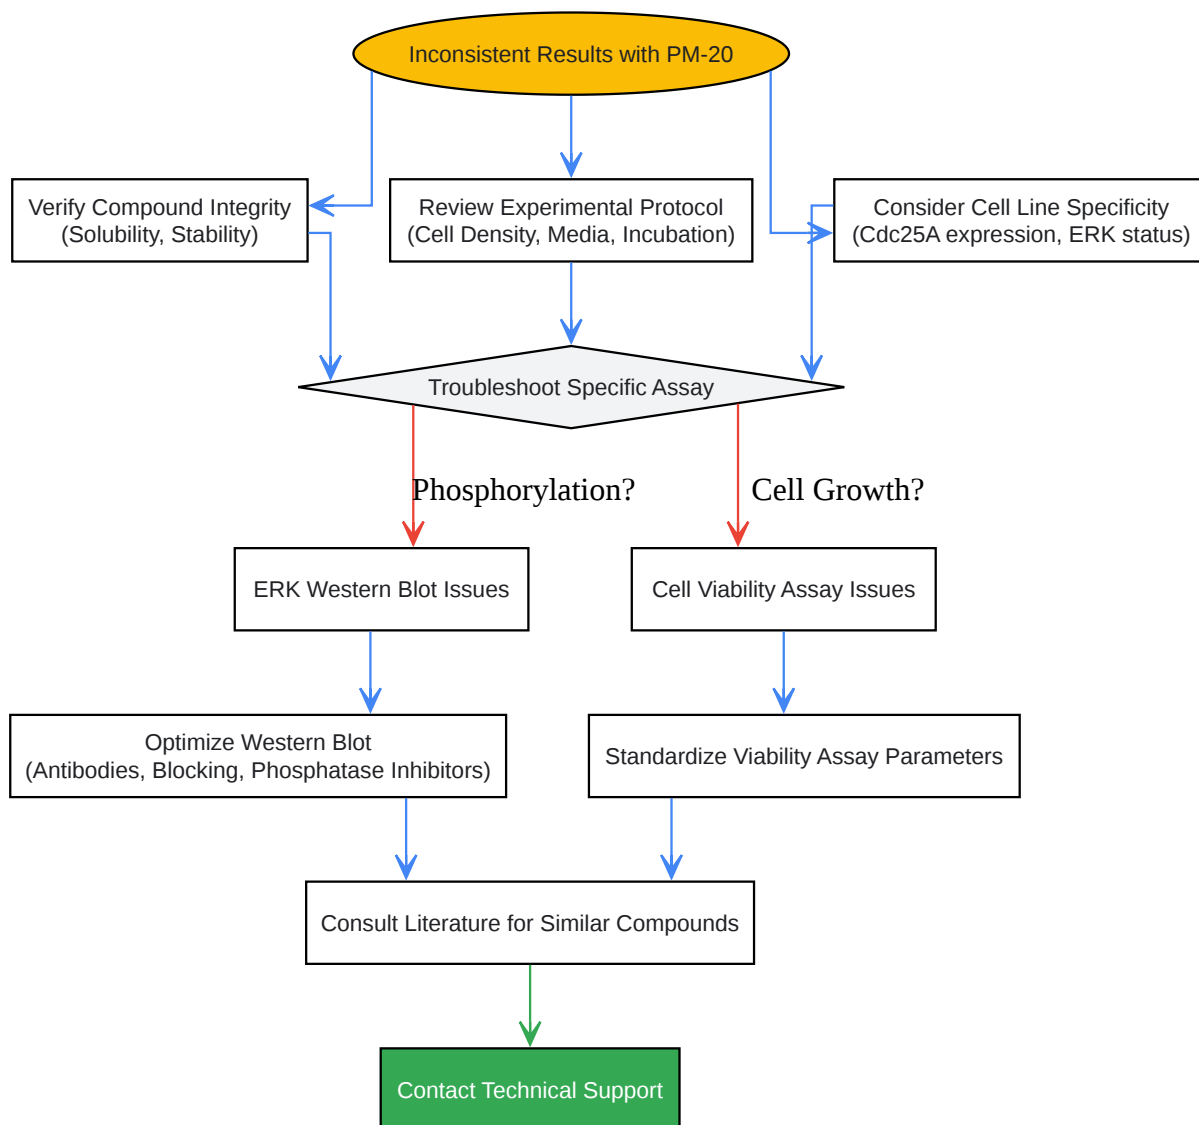 Inconsistent Results with PM-20
Verify Compound Integrity
(Solubility, Stability)
Review Experimental Protocol
(Cell Density, Media, Incubation)
Consider Cell Line Specificity
(Cdc25A expression, ERK status)
Troubleshoot Specific Assay
Phosphorylation?
Cell Growth?
ERK Western Blot Issues
Cell Viability Assay Issues
Optimize Western Blot
(Antibodies, Blocking, Phosphatase Inhibitors)
Standardize Viability Assay Parameters
Consult Literature for Similar Compounds
Contact Technical Support